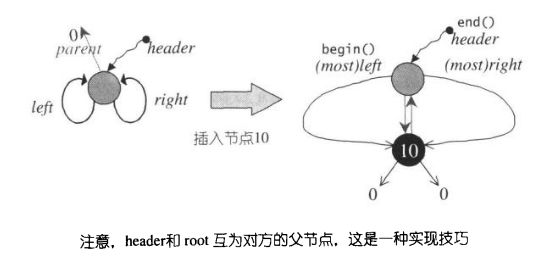 0
parent
header
left
right
插入节点10
end()
header
begin()
(most)left
(most)right
10
0
0
注意，header和 root 互为对方的父节点，这是一种实现技巧